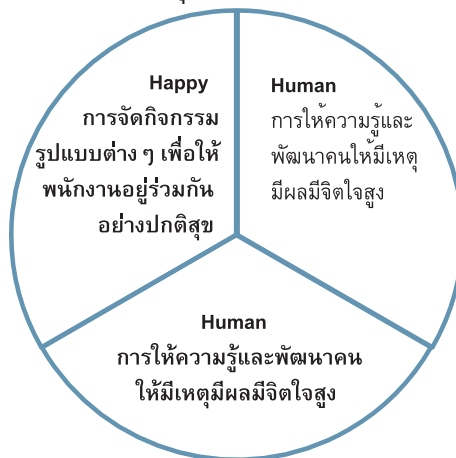 Happy
การจัดกิจกรรม
รูปแบบต่าง ๆ เพื่อให้
พนักงานอยู่ร่วมกัน
อย่างปกติสุข
Human
การให้ความรู้และ
พัฒนาคนให้มีเหตุ
มีผลมีจิตใจสูง
Human
การให้ความรู้และพัฒนาคน
ให้มีเหตุมีผลมีจิตใจสูง